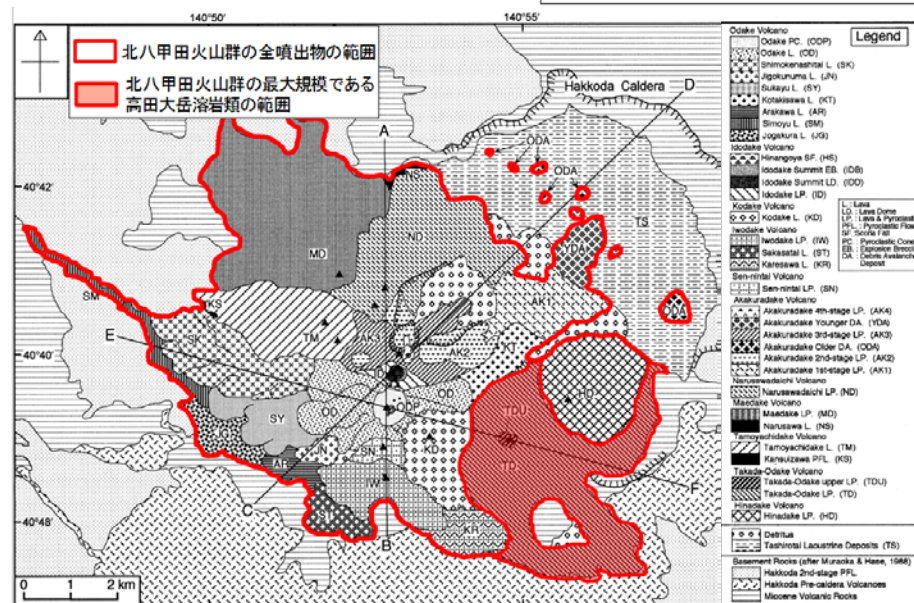 140°50'
140°55'
北八甲田火山群の全噴出物の範囲
北八甲田火山群の最大規模である
高田大岳溶岩類の範囲
Hakkoda Caldera
A
D
ODA
ODA
NS
40°42'
TS
ND
YDA
MD
SM
KS
AK1
ODA
E
SK
AK3
AK2
KT
40°40'
HD
ODP
OD
TDU
SY
OD
JN
SN
KD
TD
AR
IW
F
C
ST
40°48'
KR
B
0 1 2 km
Legend
Odake Volcano
Odake PC. (ODP)
Odake L. (OD)
Shimokenashitai L. (SK)
Jigokunuma L. (JN)
Sukayu L. (SY)
Kotakisawa L. (KT)
Arakawa L. (AR)
Simoyu L. (SM)
Jogakura L. (JG)
Idodake Volcano
Hinangoya SF. (HS)
Idodake Summit EB. (IDB)
Idodake Summit LD. (IDD)
Idodake LP. (ID)
Kodake Volcano
Kodake L. (KD)
Iwodake Volcano
Iwodake LP. (IW)
Sakasatai L. (ST)
Karesawa L. (KR)
Sen-nintai Volcano
Sen-nintai LP. (SN)
Akakuradake Volcano
Akakuradake 4th-stage LP. (AK4)
Akakuradake Younger DA. (YDA)
Akakuradake 3rd-stage LP. (AK3)
Akakuradake Older DA. (ODA)
Akakuradake 2nd-stage LP. (AK2)
Akakuradake 1st-stage LP. (AK1)
Narusawadaichi Volcano
Narusawadaichi LP. (ND)
Maedake Volcano
Maedake LP. (MD)
Narusawa L. (NS)
Tamoyachidake Volcano
Tamoyachidake L. (TM)
Kansuizawa PFL. (KS)
Takada-Odake Volcano
Takada-Odake upper LP. (TDU)
Takada-Odake LP. (TD)
Hinadake Volcano
Hinadake LP. (HD)
Detritus
Tashirotai Laoustrine Deposits (TS)
Basement Rocks (after Muraoka & Hase, 1988)
Hakkoda 2nd-stage PFL.
Hakkoda Pre-caldera Volcanoes
Miocene Volcanic Rocks
L. : Lava
LD. : Lava Dome
LP. : Lava & Pyroclastics
PFL. : Pyroclastic Flow
SF. Scoria Fall
PC. : Pyroclastic Cone
EB. : Explosion Breccia
DA. : Debris Avalanche
Deposit